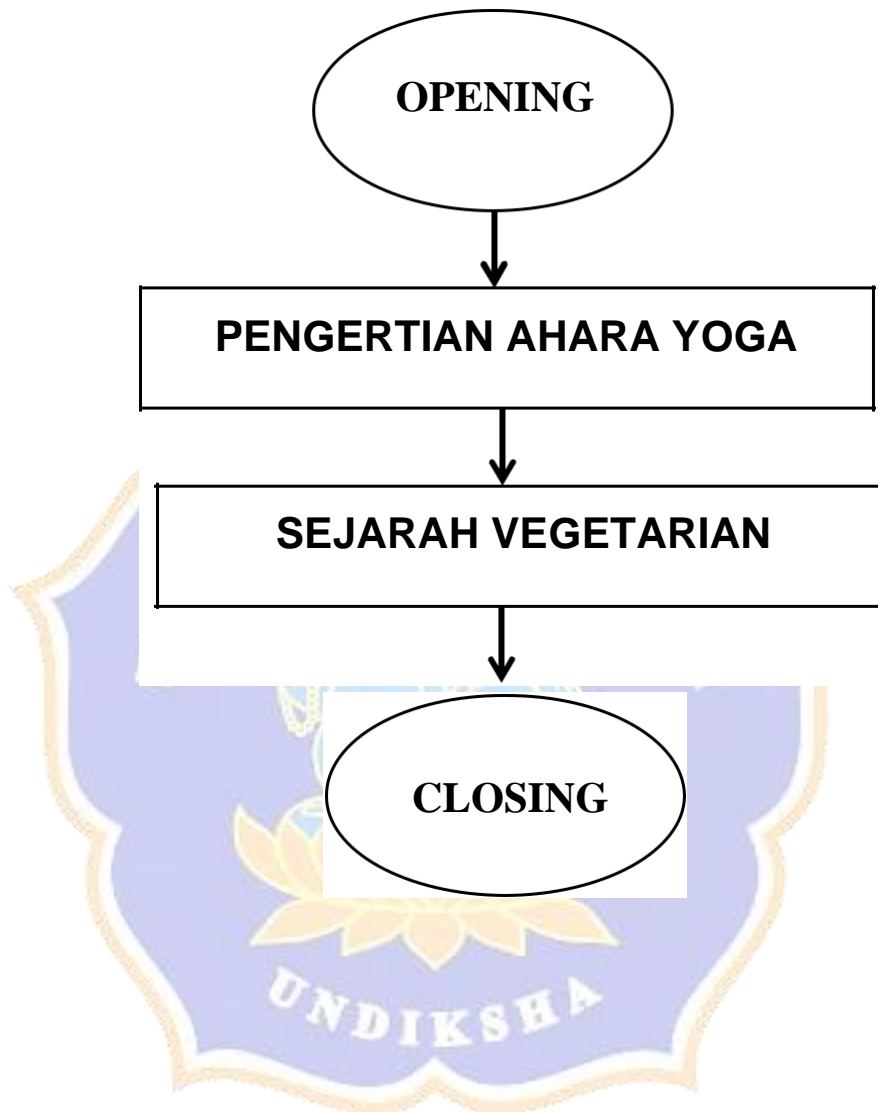 OPENING
PENGERTIAN AHARA YOGA
SEJARAH VEGETARIAN
CLOSING
UNDIKSHA